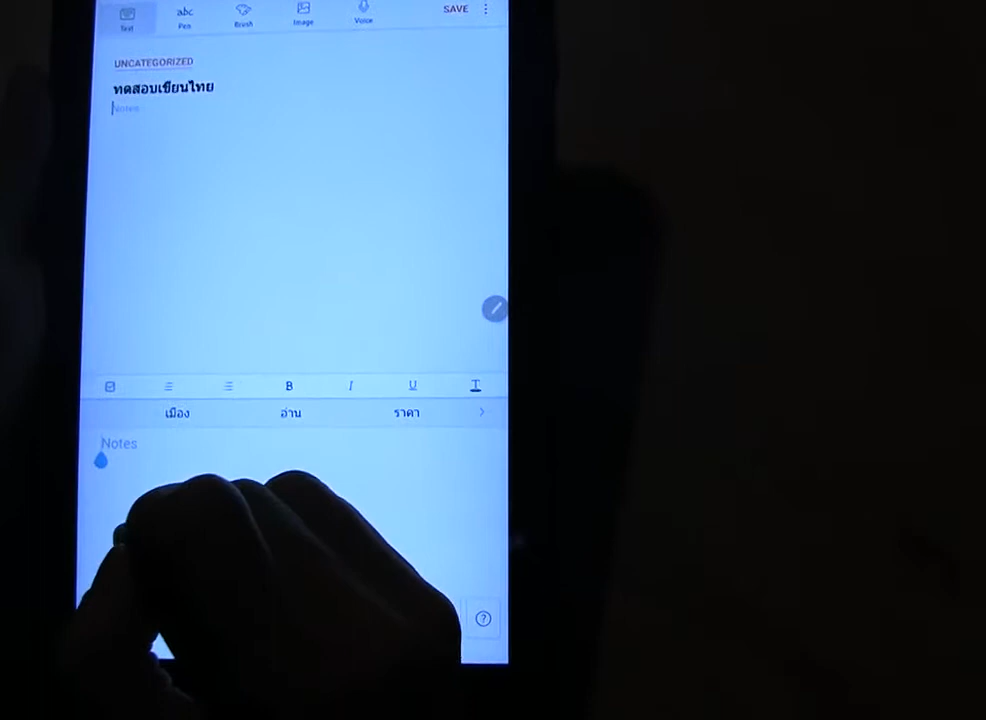 Text
abc
Pen
Brush
Image
Voice
SAVE
UNCATEGORIZED
ทดสอบเขียนไทย
Notes
B I U T
เมือง อ่าน ราคา
Notes